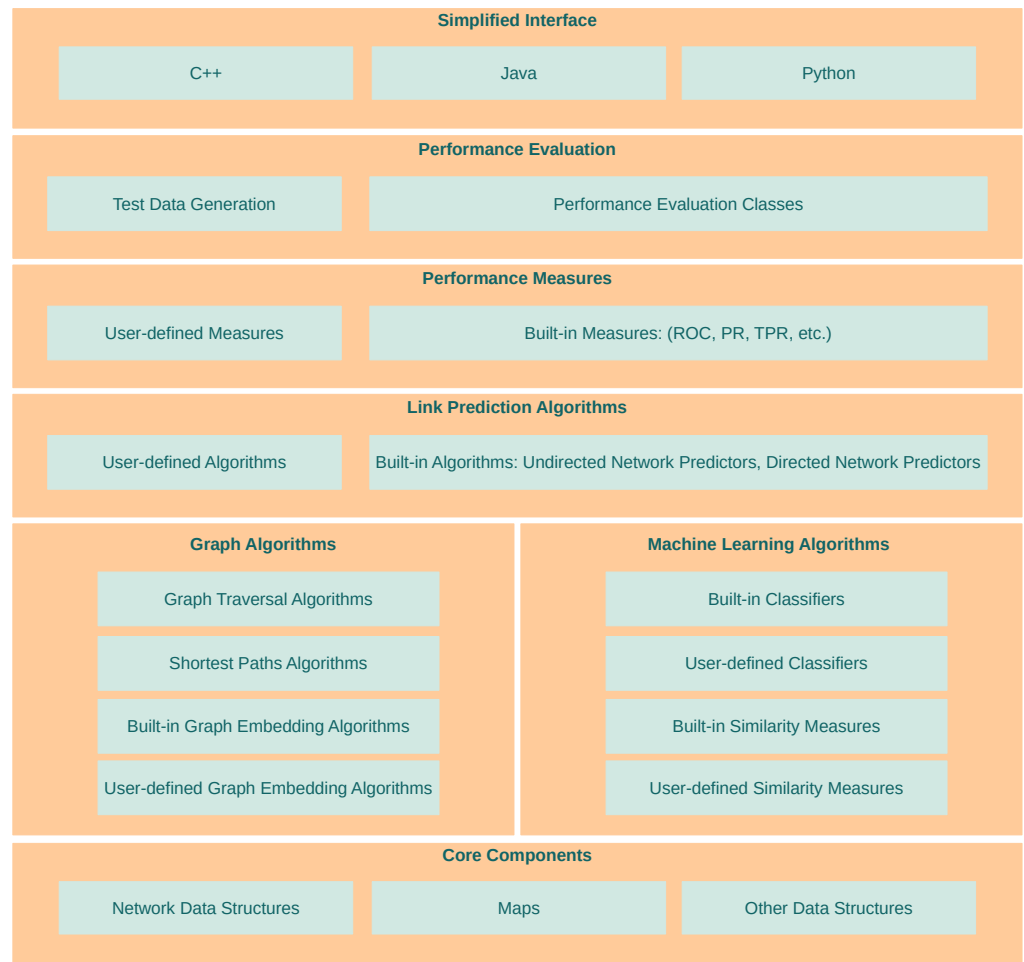 Simplified Interface
C++
Java
Python
Performance Evaluation
Test Data Generation
Performance Evaluation Classes
Performance Measures
User-defined Measures
Built-in Measures: (ROC, PR, TPR, etc.)
Link Prediction Algorithms
User-defined Algorithms
Built-in Algorithms: Undirected Network Predictors, Directed Network Predictors
Graph Algorithms
Graph Traversal Algorithms
Shortest Paths Algorithms
Built-in Graph Embedding Algorithms
User-defined Graph Embedding Algorithms
Machine Learning Algorithms
Built-in Classifiers
User-defined Classifiers
Built-in Similarity Measures
User-defined Similarity Measures
Core Components
Network Data Structures
Maps
Other Data Structures